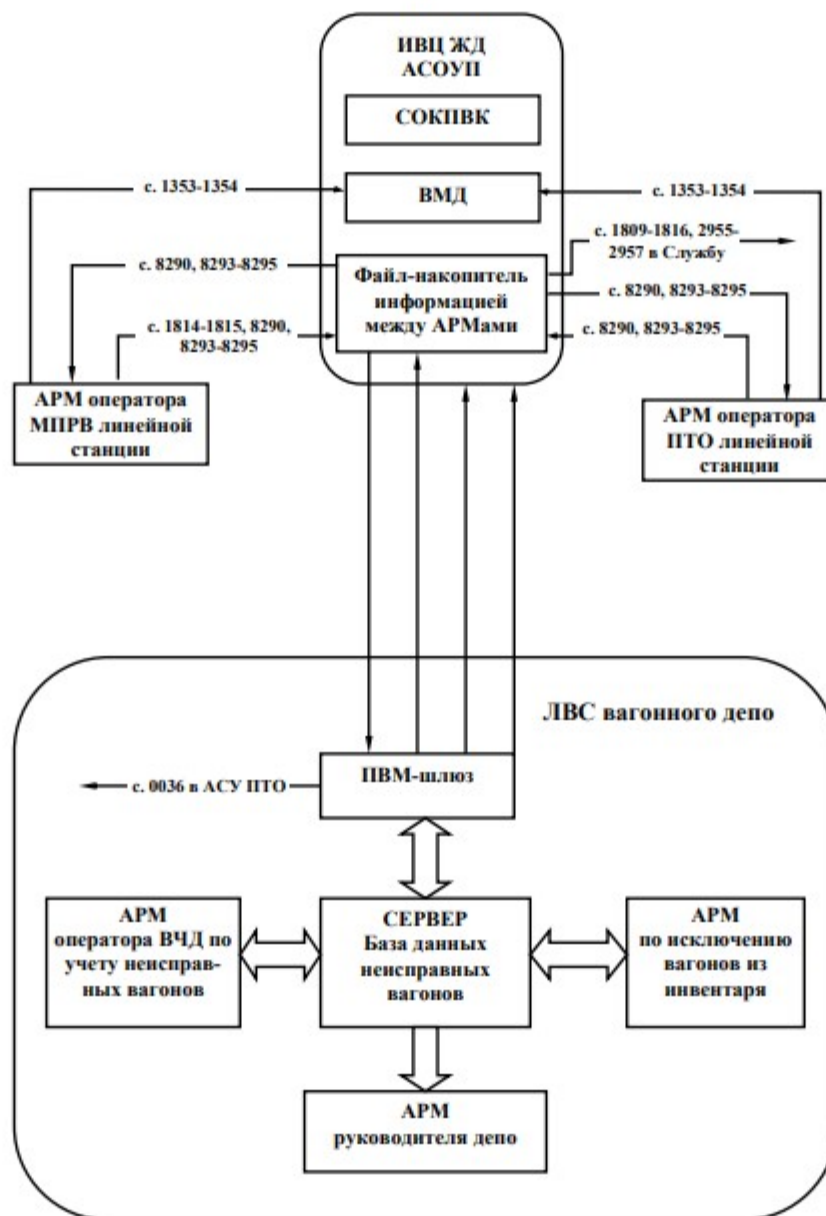 ИВЦ ЖД
АСОУП
СОКПВК
ВМД
с. 1353-1354
с. 1353-1354
с. 1809-1816, 2955-
2957 в Службу
Файл-накопитель
информацией
между АРМами
с. 8290, 8293-8295
с. 8290, 8293-8295
с. 1814-1815, 8290,
8293-8295
с. 8290, 8293-8295
АРМ оператора
МПРВ линейной
станции
АРМ оператора
ПТО линейной
станции
ЛВС вагонного депо
ПВМ-шлюз
с. 0036 в АСУ ПТО
АРМ
оператора ВЧД по
учету неисправ-
ных вагонов
СЕРВЕР
База данных
неисправных
вагонов
АРМ
по исключению
вагонов из
инвентаря
АРМ
руководителя депо